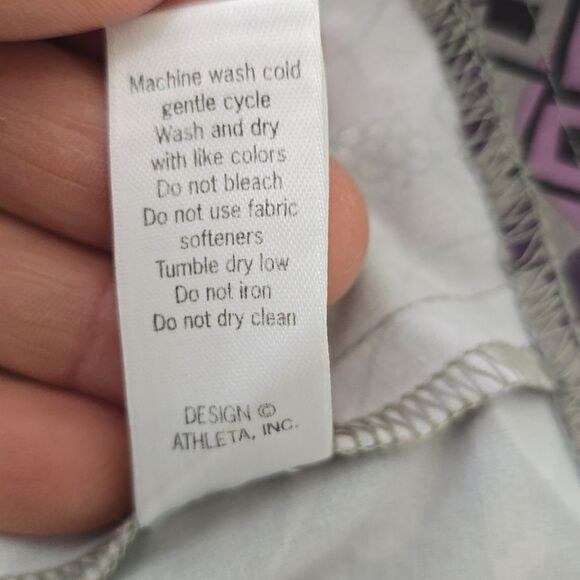 Machine wash cold
gentle cycle
Wash and dry
with like colors
Do not bleach
Do not use fabric
softeners
Tumble dry low
Do not iron
Do not dry clean
DESIGN ©
ATHLETA, INC.